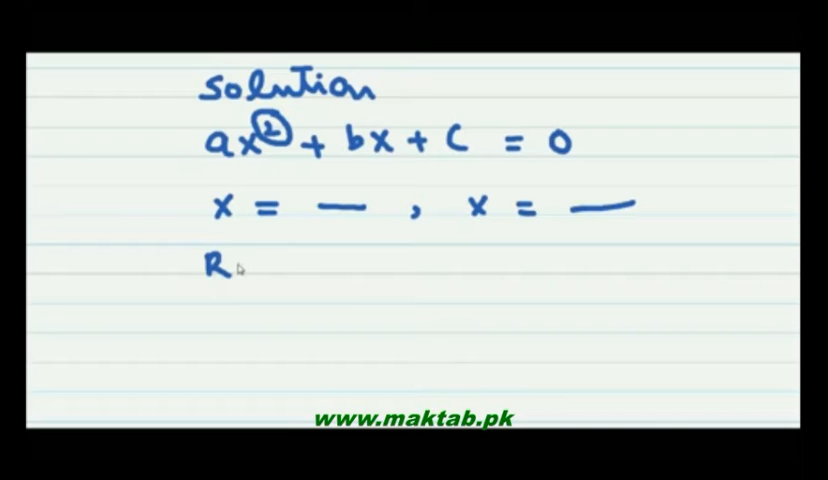 Solution
ax² + bx + c = 0
x = — , x = —
R
www.maktab.pk